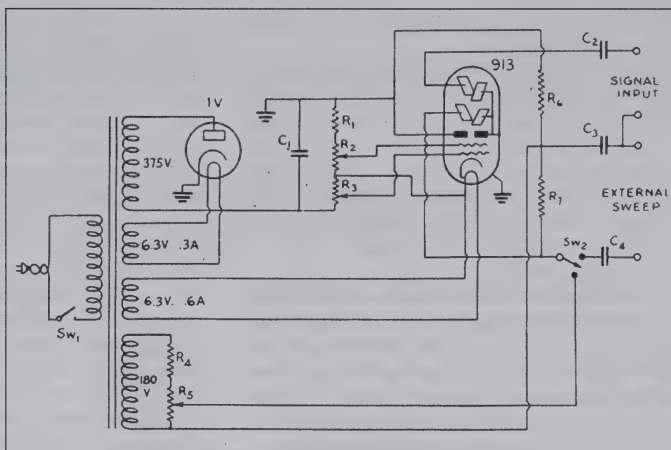 C2
913
SIGNAL
INPUT
1V
R6
R1
C1
R2
C3
375V.
R3
R7
EXTERNAL
SWEEP
6.3V .3A
SW2
C4
6.3V. .6A
SW1
R4
180
V
R5